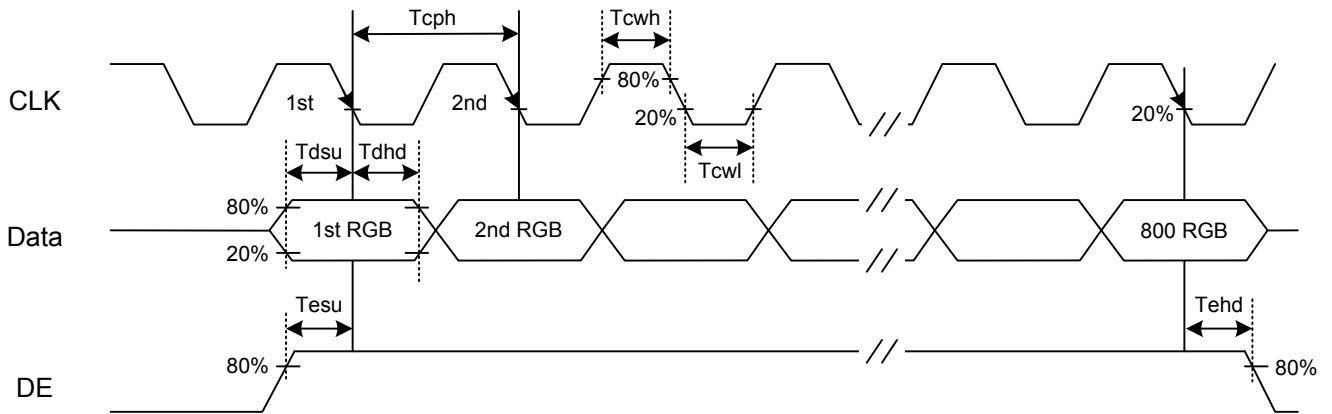 Tcph
Tcwh
CLK
1st
2nd
80%
20%
20%
Tcwl
Tdsu
Tdhd
Data
80%
20%
1st RGB
2nd RGB
800 RGB
Tesu
Tehd
DE
80%
80%